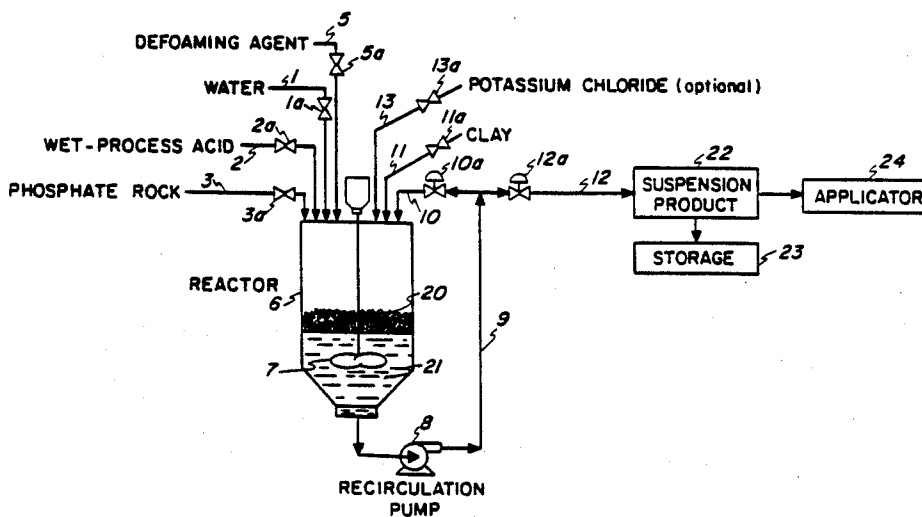 5
DEFOAMING AGENT
5a
WATER
1
1a
13a
POTASSIUM CHLORIDE (optional)
13
11a
CLAY
2a
WET-PROCESS ACID
2
11
10a
12a
22
24
PHOSPHATE ROCK
3
3a
10
12
SUSPENSION
PRODUCT
APPLICATOR
STORAGE
23
REACTOR
6
20
9
7
21
8
RECIRCULATION
PUMP